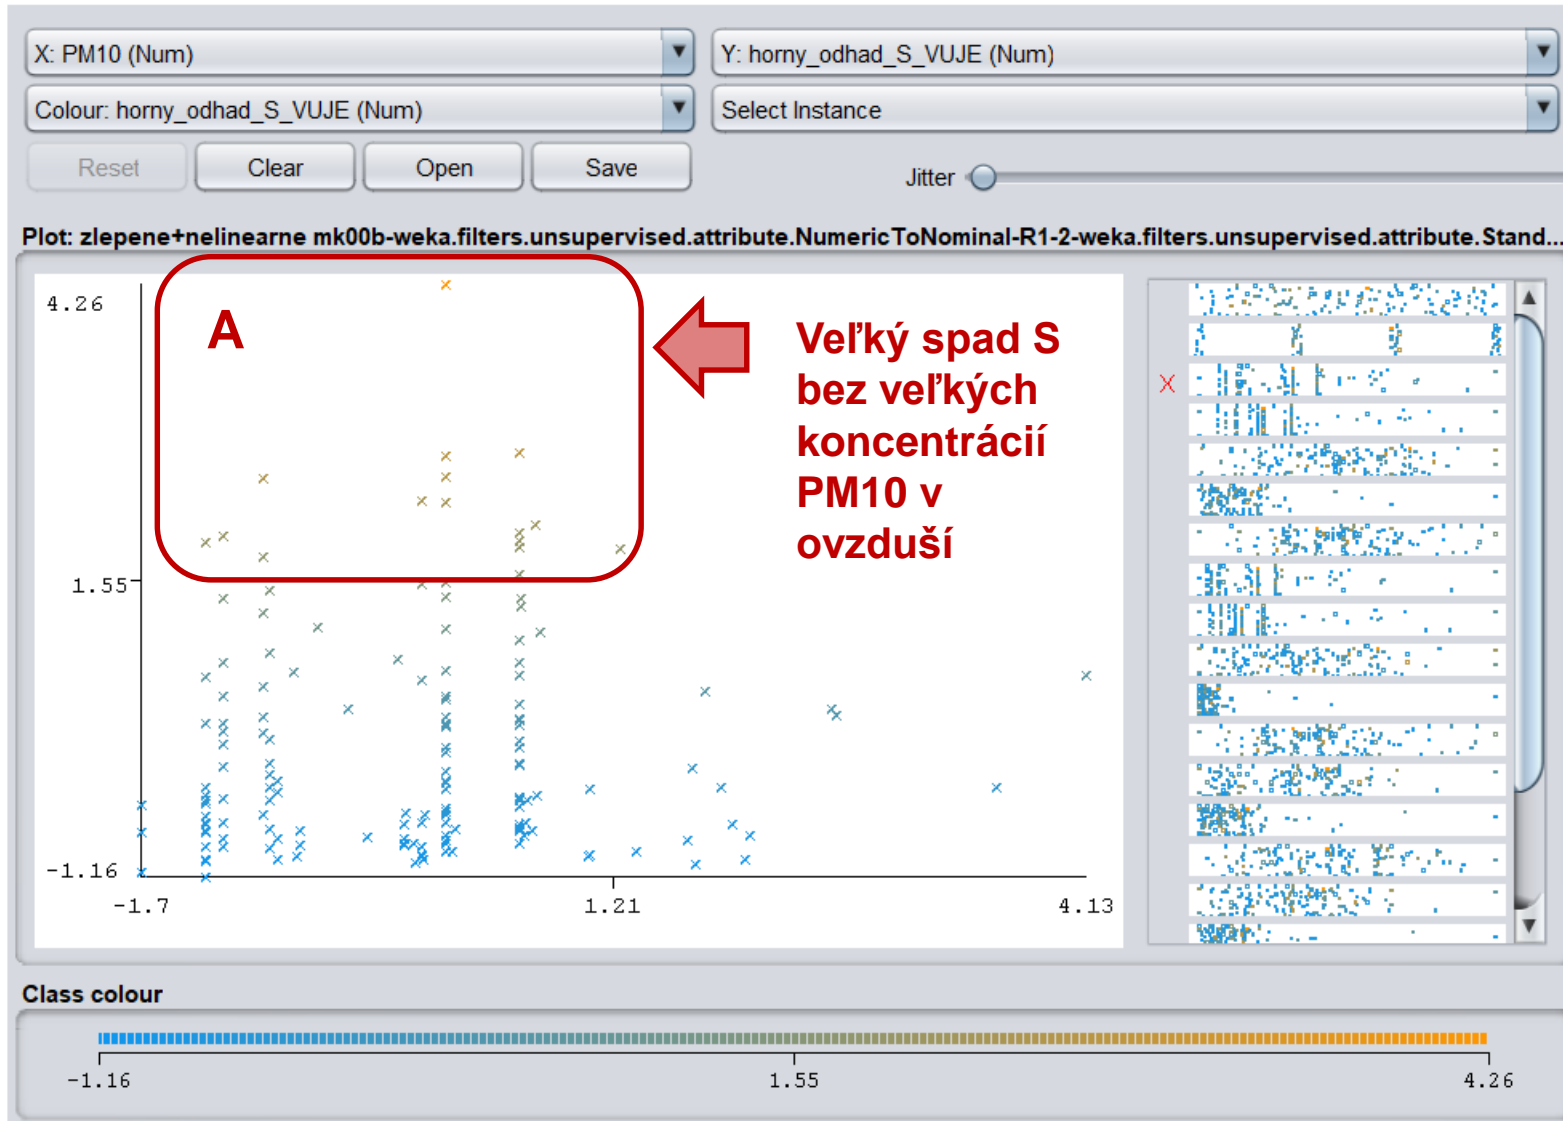 X: PM10 (Num)
Y: horny_odhad_S_VUJE (Num)
Colour: horny_odhad_S_VUJE (Num)
Select Instance
Reset
Clear
Open
Save
Jitter
Plot: zlepene+nelinearne mk00b-weka.filters.unsupervised.attribute.NumericToNominal-R1-2-weka.filters.unsupervised.attribute.Stand...
4.26
1.55
-1.16
-1.7
1.21
4.13
A
Veľký spad S
bez veľkých
koncentrácií
PM10 v
ovzduší
X
Class colour
-1.16
1.55
4.26